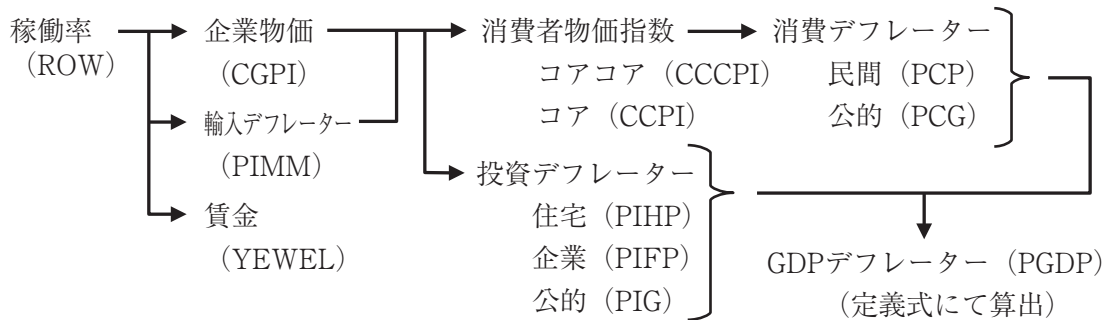 稼働率
(ROW)
企業物価
(CGPI)
輸入デフレーター
(PIMM)
賃金
(YEWEL)
消費者物価指数
コアコア (CCCPI)
コア (CCPI)
消費デフレーター
民間 (PCP)
公的 (PCG)
投資デフレーター
住宅 (PIHP)
企業 (PIFP)
公的 (PIG)
GDPデフレーター (PGDP)
(定義式にて算出)